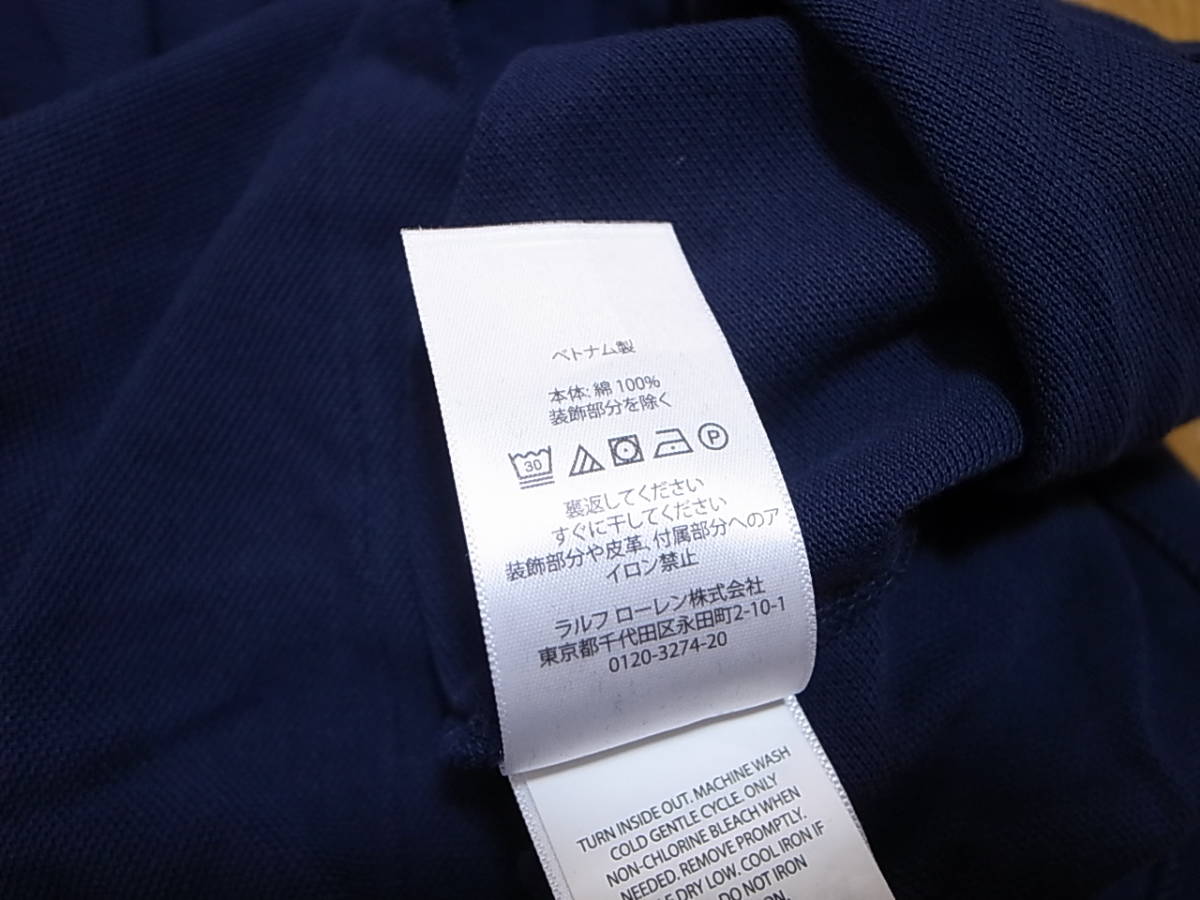 ベトナム製
本体: 綿 100%
装飾部分を除く
30 P
裏返してください
すぐに干してください
装飾部分や皮革、付属部分へのア
イロン禁止
ラルフ ローレン株式会社
東京都千代田区永田町2-10-1
0120-3274-20
TURN INSIDE OUT. MACHINE WASH
COLD GENTLE CYCLE. ONLY
NON-CHLORINE BLEACH WHEN
NEEDED. REMOVE PROMPTLY.
DRY LOW. COOL IRON IF
DO NOT IRON